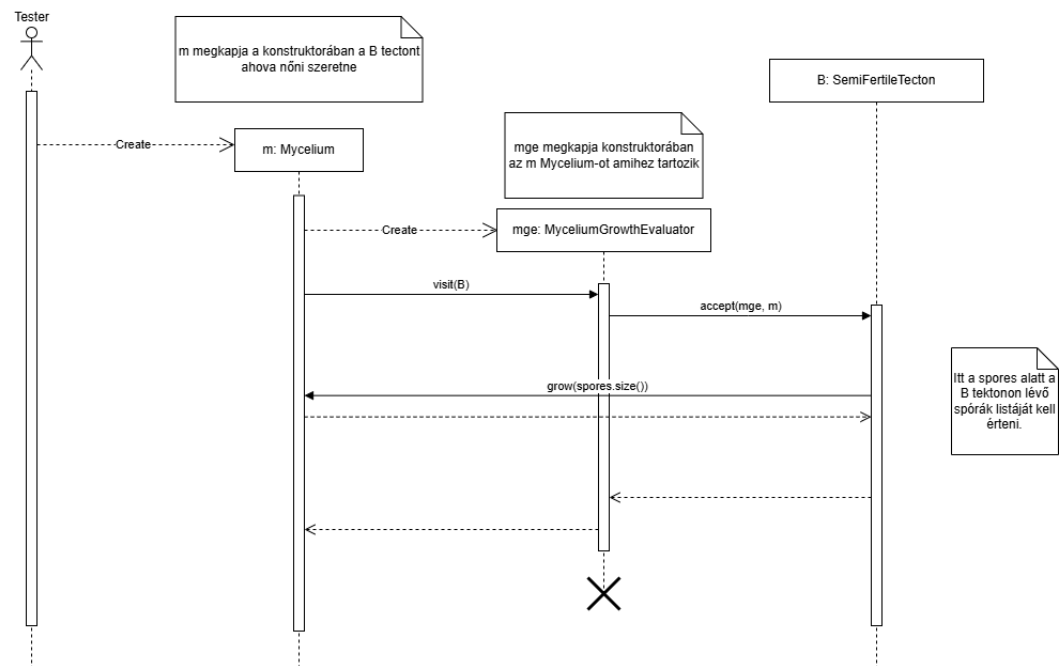 Tester
m megkapja a konstruktorában a B tectont
ahova nőni szeretne
B: SemiFertileTecton
Create
m: Mycelium
mge megkapja konstruktorában
az m Mycelium-ot amihez tartozik
Create
mge: MyceliumGrowthEvaluator
visit(B)
accept(mge, m)
grow(spores.size())
Itt a spores alatt a
B tektonon lévő
spórák listáját kell
érteni.